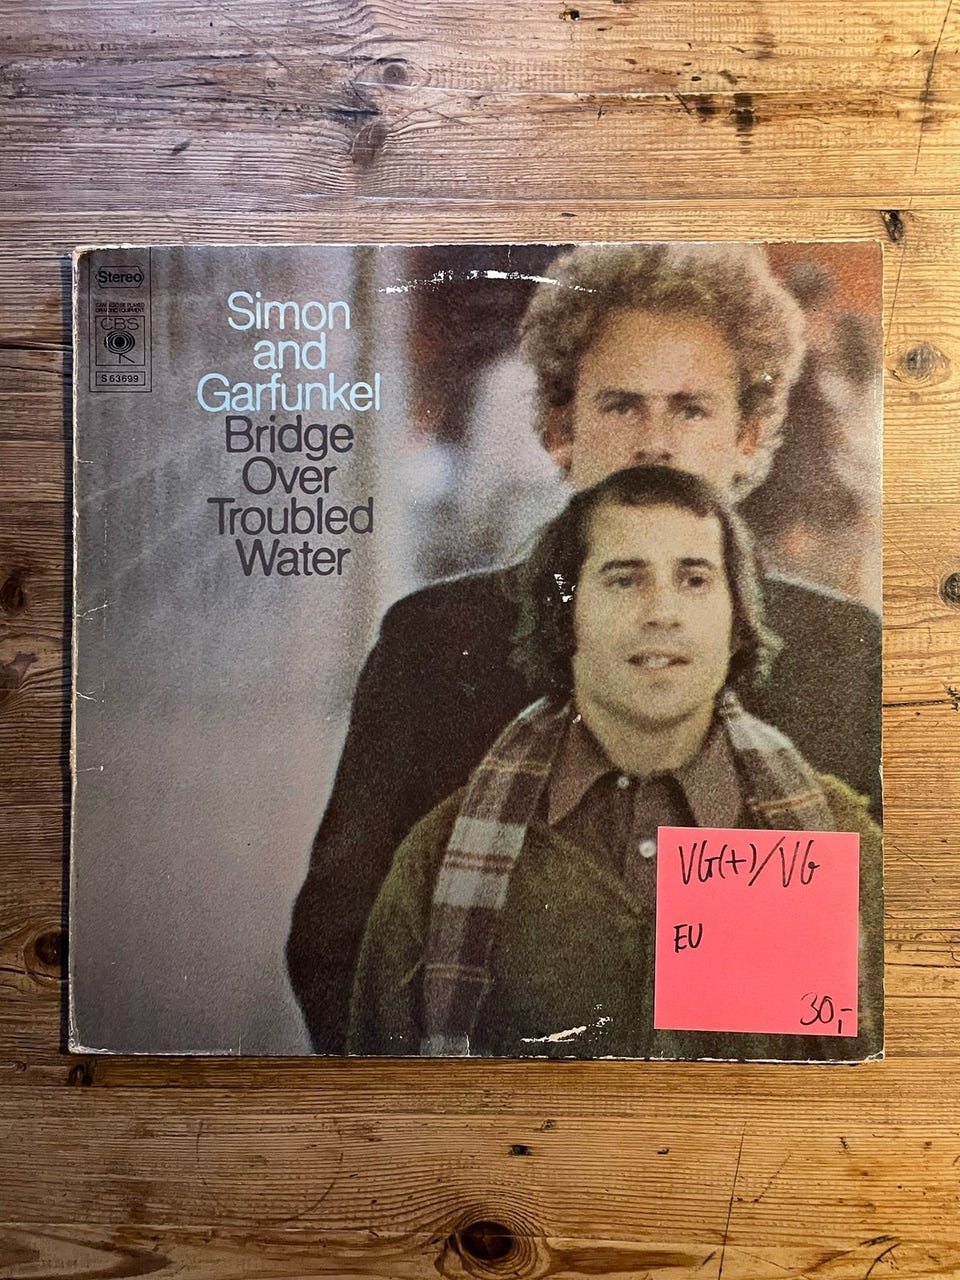 Stereo
CAN ALSO BE PLAYED
ON MONO EQUIPMENT
CBS
S 63699
Simon
and
Garfunkel
Bridge
Over
Troubled
Water
VG(+)/VG
EU
30,-